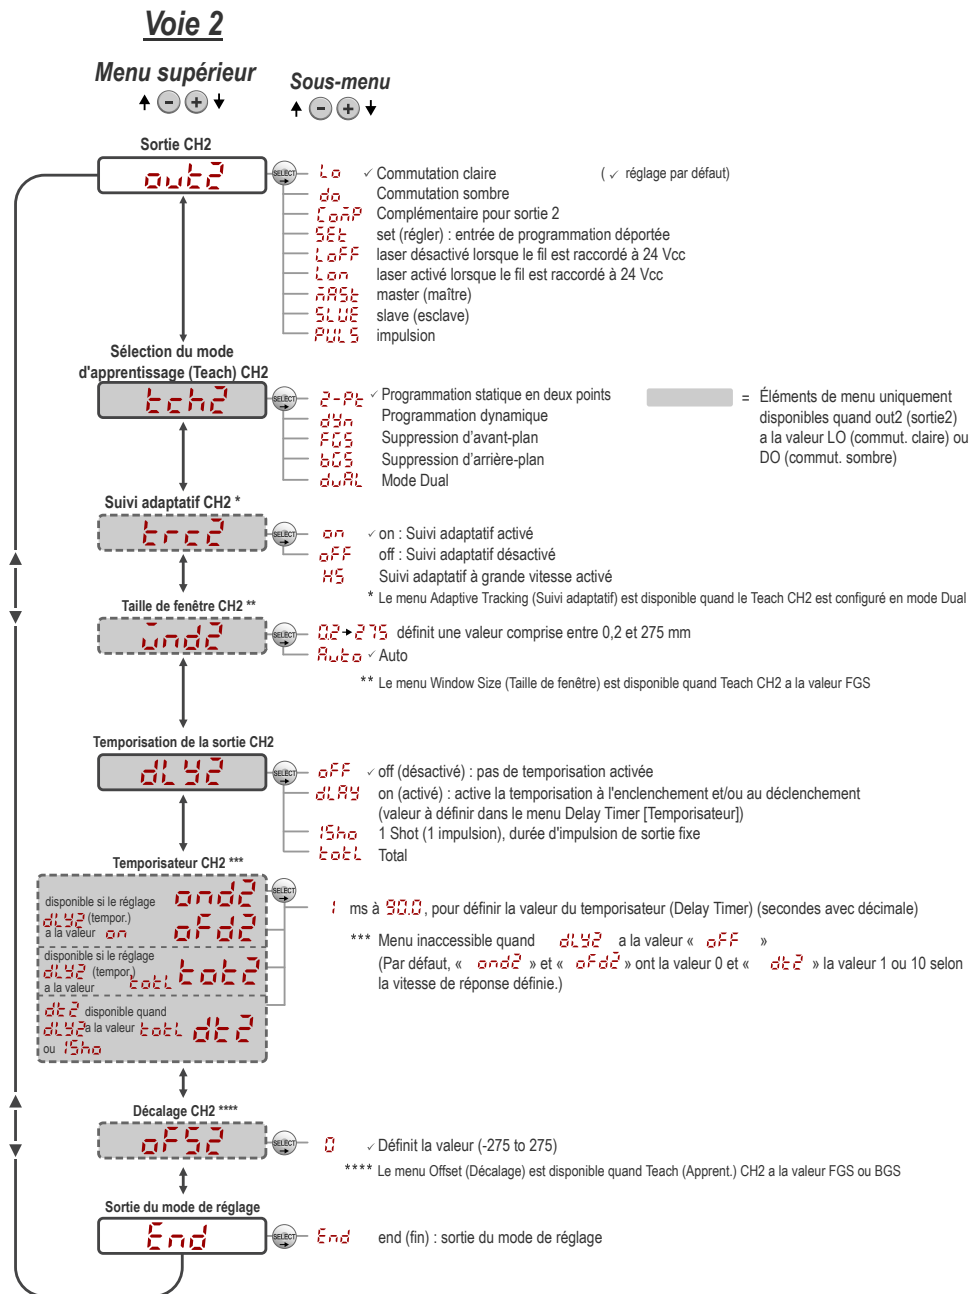 Voie 2
Menu supérieur
Sous-menu
- +
- +
Sortie CH2
out2
SELECT
Lo ✓ Commutation claire
( ✓ réglage par défaut)
do Commutation sombre
ComP Complémentaire pour sortie 2
SEt set (régler) : entrée de programmation déportée
LoFF laser désactivé lorsque le fil est raccordé à 24 Vcc
Lon laser activé lorsque le fil est raccordé à 24 Vcc
mASt master (maître)
SLVE slave (esclave)
PULS impulsion
Sélection du mode
d'apprentissage (Teach) CH2
tch2
SELECT
2-Pt ✓ Programmation statique en deux points
dYn Programmation dynamique
FGS Suppression d'avant-plan
bGS Suppression d'arrière-plan
duAL Mode Dual
= Éléments de menu uniquement
disponibles quand out2 (sortie2)
a la valeur LO (commut. claire) ou
DO (commut. sombre)
Suivi adaptatif CH2 *
trc2
SELECT
on ✓ on : Suivi adaptatif activé
oFF off : Suivi adaptatif désactivé
HS Suivi adaptatif à grande vitesse activé
* Le menu Adaptive Tracking (Suivi adaptatif) est disponible quand le Teach CH2 est configuré en mode Dual
Taille de fenêtre CH2 **
wnd2
SELECT
0.2 → 275 définit une valeur comprise entre 0,2 et 275 mm
Auto ✓ Auto
** Le menu Window Size (Taille de fenêtre) est disponible quand Teach CH2 a la valeur FGS
Temporisation de la sortie CH2
dLY2
SELECT
oFF ✓ off (désactivé) : pas de temporisation activée
dLAY on (activé) : active la temporisation à l'enclenchement et/ou au déclenchement
(valeur à définir dans le menu Delay Timer [Temporisateur])
1Sho 1 Shot (1 impulsion), durée d'impulsion de sortie fixe
totL Total
Temporisateur CH2 ***
disponible si le réglage
dLY2 (tempor.)
a la valeur on
ond2
oFd2
SELECT
disponible si le réglage
dLY2 (tempor.)
a la valeur totL
tot2
dt2 disponible quand
dLY2 a la valeur totL
ou 1Sho
dt2
1 ms à 90.0, pour définir la valeur du temporisateur (Delay Timer) (secondes avec décimale)
*** Menu inaccessible quand dLY2 a la valeur « oFF »
(Par défaut, « ond2 » et « oFd2 » ont la valeur 0 et « dt2 » la valeur 1 ou 10 selon
la vitesse de réponse définie.)
Décalage CH2 ****
oFS2
SELECT
0 ✓ Définit la valeur (-275 to 275)
**** Le menu Offset (Décalage) est disponible quand Teach (Apprent.) CH2 a la valeur FGS ou BGS
Sortie du mode de réglage
End
SELECT
End end (fin) : sortie du mode de réglage